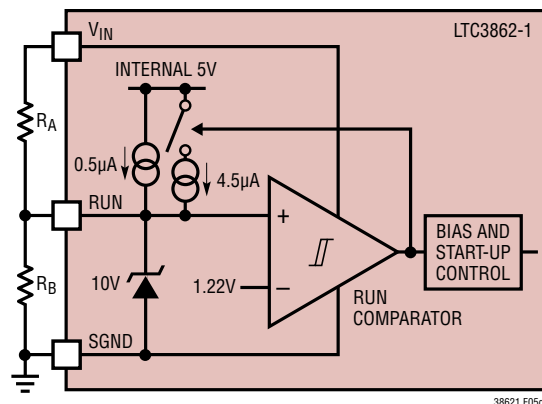 VIN
LTC3862-1
INTERNAL 5V
RA
0.5µA
4.5µA
RUN
+
BIAS AND
START-UP
CONTROL
RB
10V
1.22V
–
RUN
COMPARATOR
SGND
38621 F05c